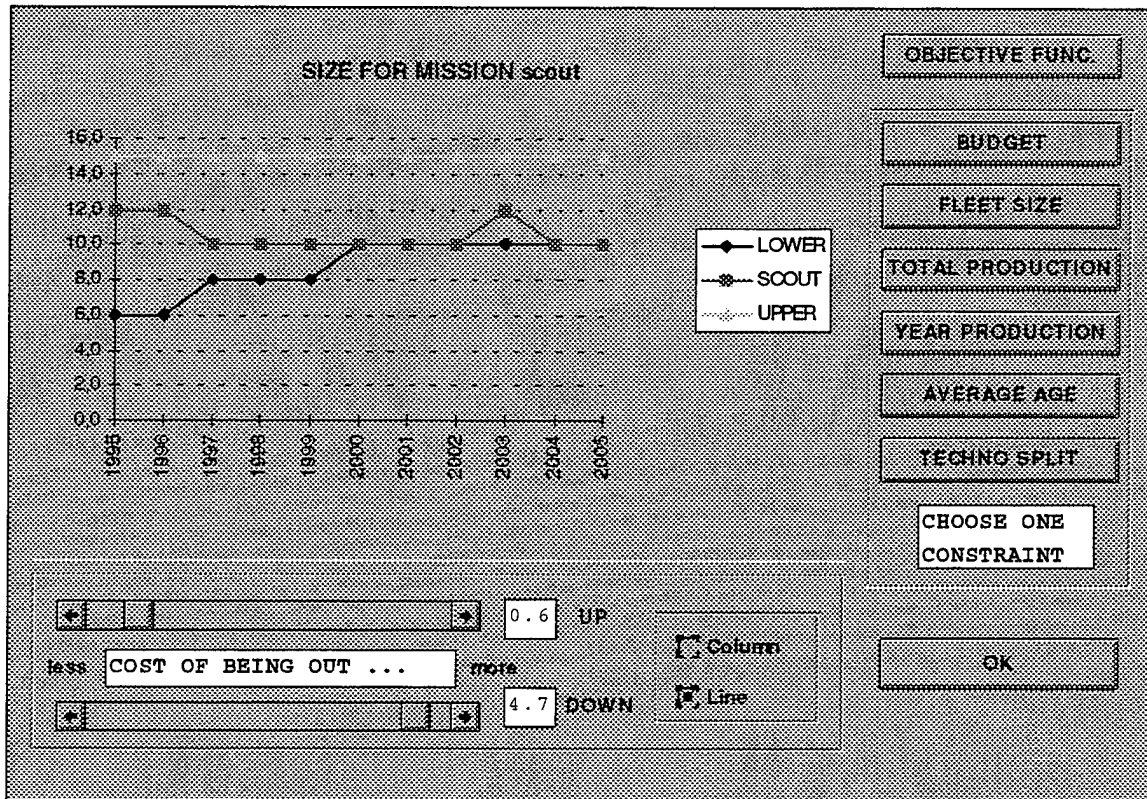 SIZE FOR MISSION scout
16,0
14,0
12,0
10,0
8,0
6,0
4,0
2,0
0,0
1995
1996
1997
1998
1999
2000
2001
2002
2003
2004
2005
LOWER
SCOUT
UPPER
OBJECTIVE FUNC.
BUDGET
FLEET SIZE
TOTAL PRODUCTION
YEAR PRODUCTION
AVERAGE AGE
TECHNO SPLIT
CHOOSE ONE
CONSTRAINT
0.6 UP
less COST OF BEING OUT ... more
4.7 DOWN
Column
Line
OK